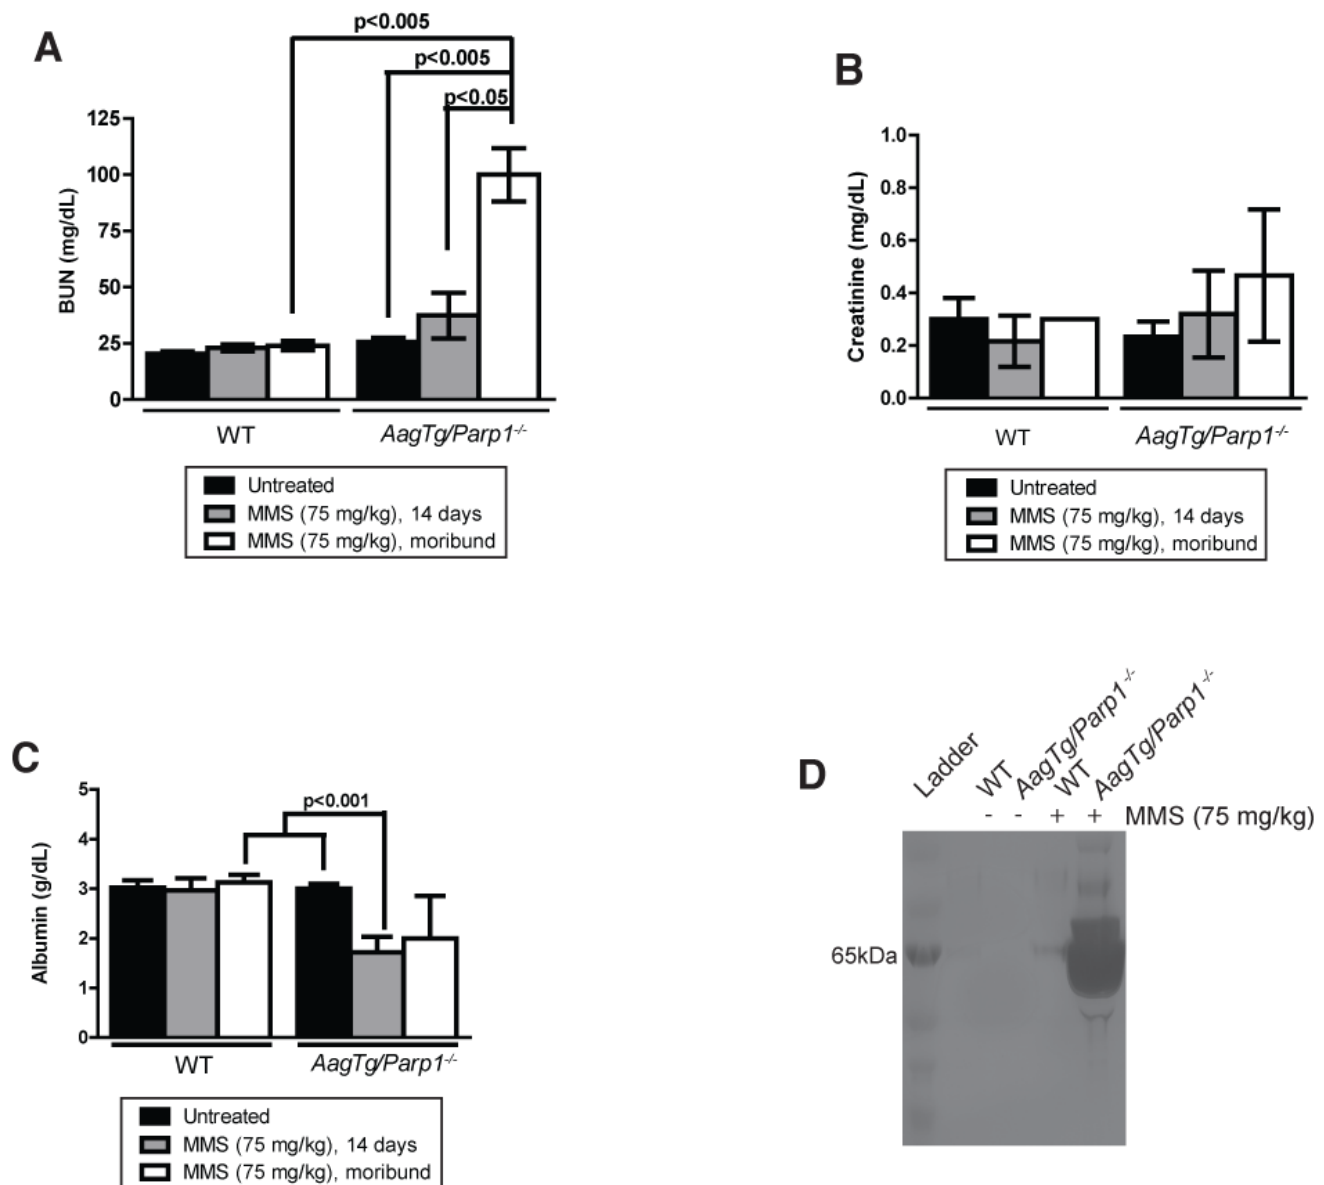 A
p<0.005
p<0.005
p<0.05
BUN (mg/dL)
125
100
75
50
25
0
WT
AagTg/Parp1-/-
Untreated
MMS (75 mg/kg), 14 days
MMS (75 mg/kg), moribund
B
Creatinine (mg/dL)
1.0
0.8
0.6
0.4
0.2
0.0
WT
AagTg/Parp1-/-
Untreated
MMS (75 mg/kg), 14 days
MMS (75 mg/kg), moribund
C
p<0.001
Albumin (g/dL)
5
4
3
2
1
0
WT
AagTg/Parp1-/-
Untreated
MMS (75 mg/kg), 14 days
MMS (75 mg/kg), moribund
D
Ladder
WT
AagTg/Parp1-/-
WT
AagTg/Parp1-/-
- - + + MMS (75 mg/kg)
65kDa